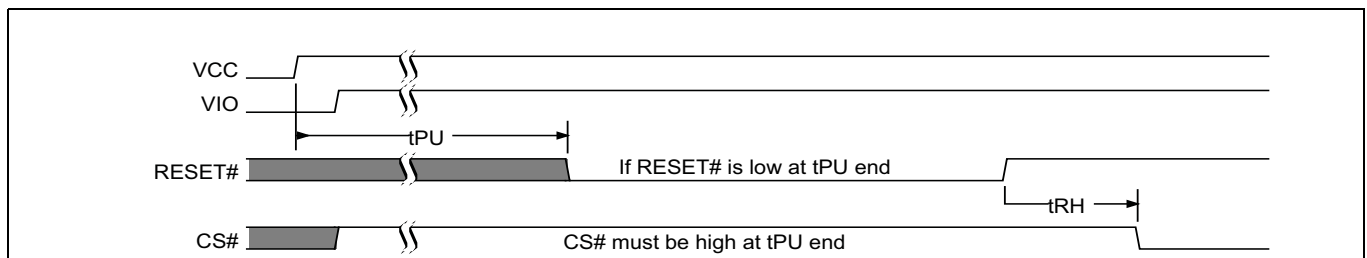 VCC
VIO
tPU
RESET#
If RESET# is low at tPU end
tRH
CS#
CS# must be high at tPU end